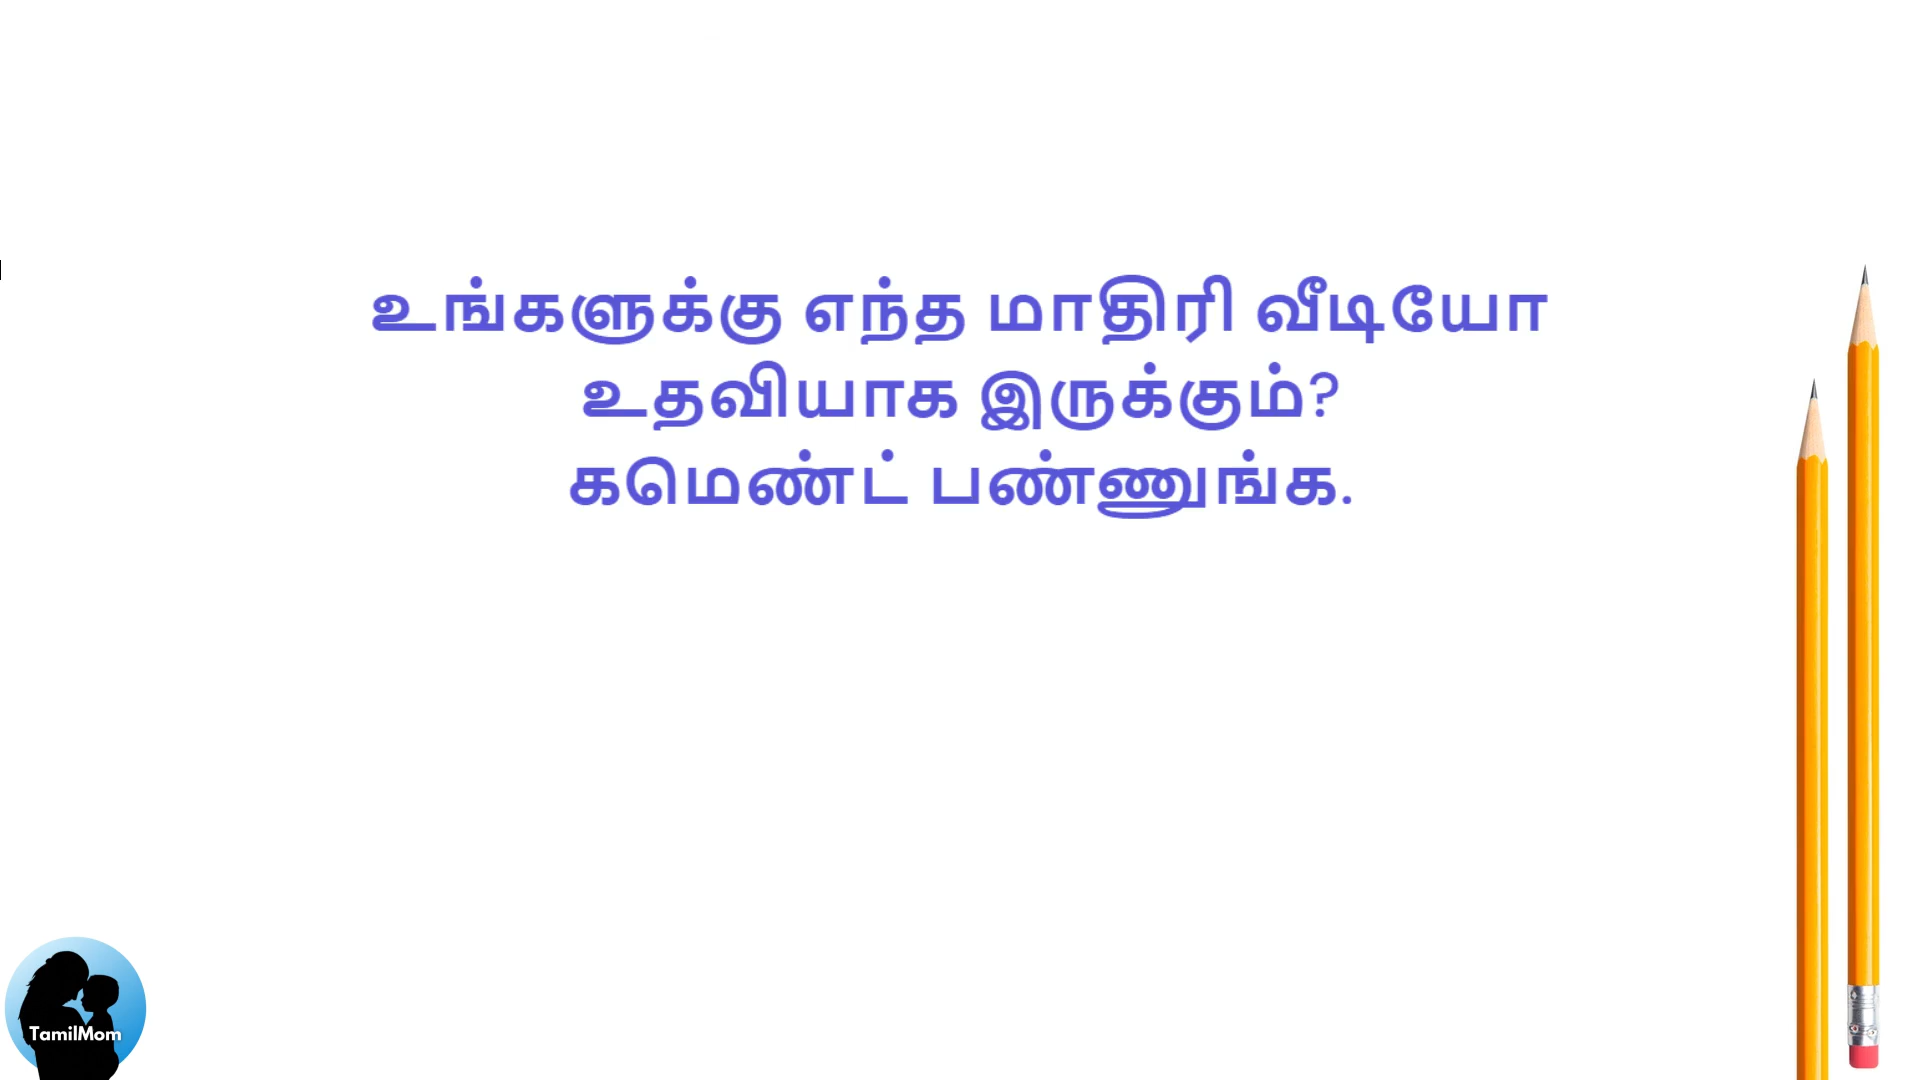 உங்களுக்கு எந்த மாதிரி வீடியோ
உதவியாக இருக்கும்?
கமெண்ட் பண்ணுங்க.
TamilMom